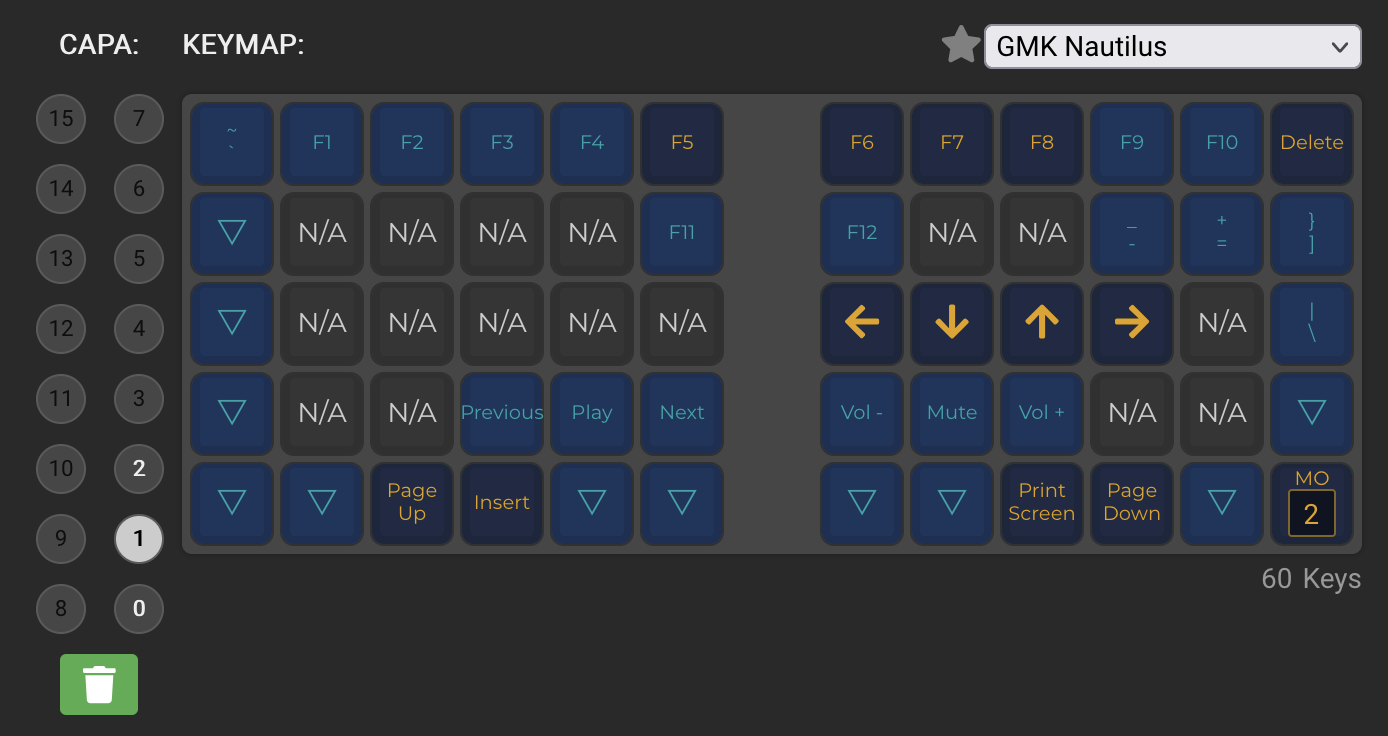 CAPA: KEYMAP: GMK Nautilus
15 7 ~ ` F1 F2 F3 F4 F5 F6 F7 F8 F9 F10 Delete
14 6 ▽ N/A N/A N/A N/A F11 F12 N/A N/A _ - + = } ]
13 5
12 4 ▽ N/A N/A N/A N/A N/A ← ↓ ↑ → N/A | \
11 3 ▽ N/A N/A Previous Play Next Vol - Mute Vol + N/A N/A ▽
10 2 ▽ ▽ Page Up Insert ▽ ▽ ▽ ▽ Print Screen Page Down ▽ MO 2
9 1
60 Keys
8 0